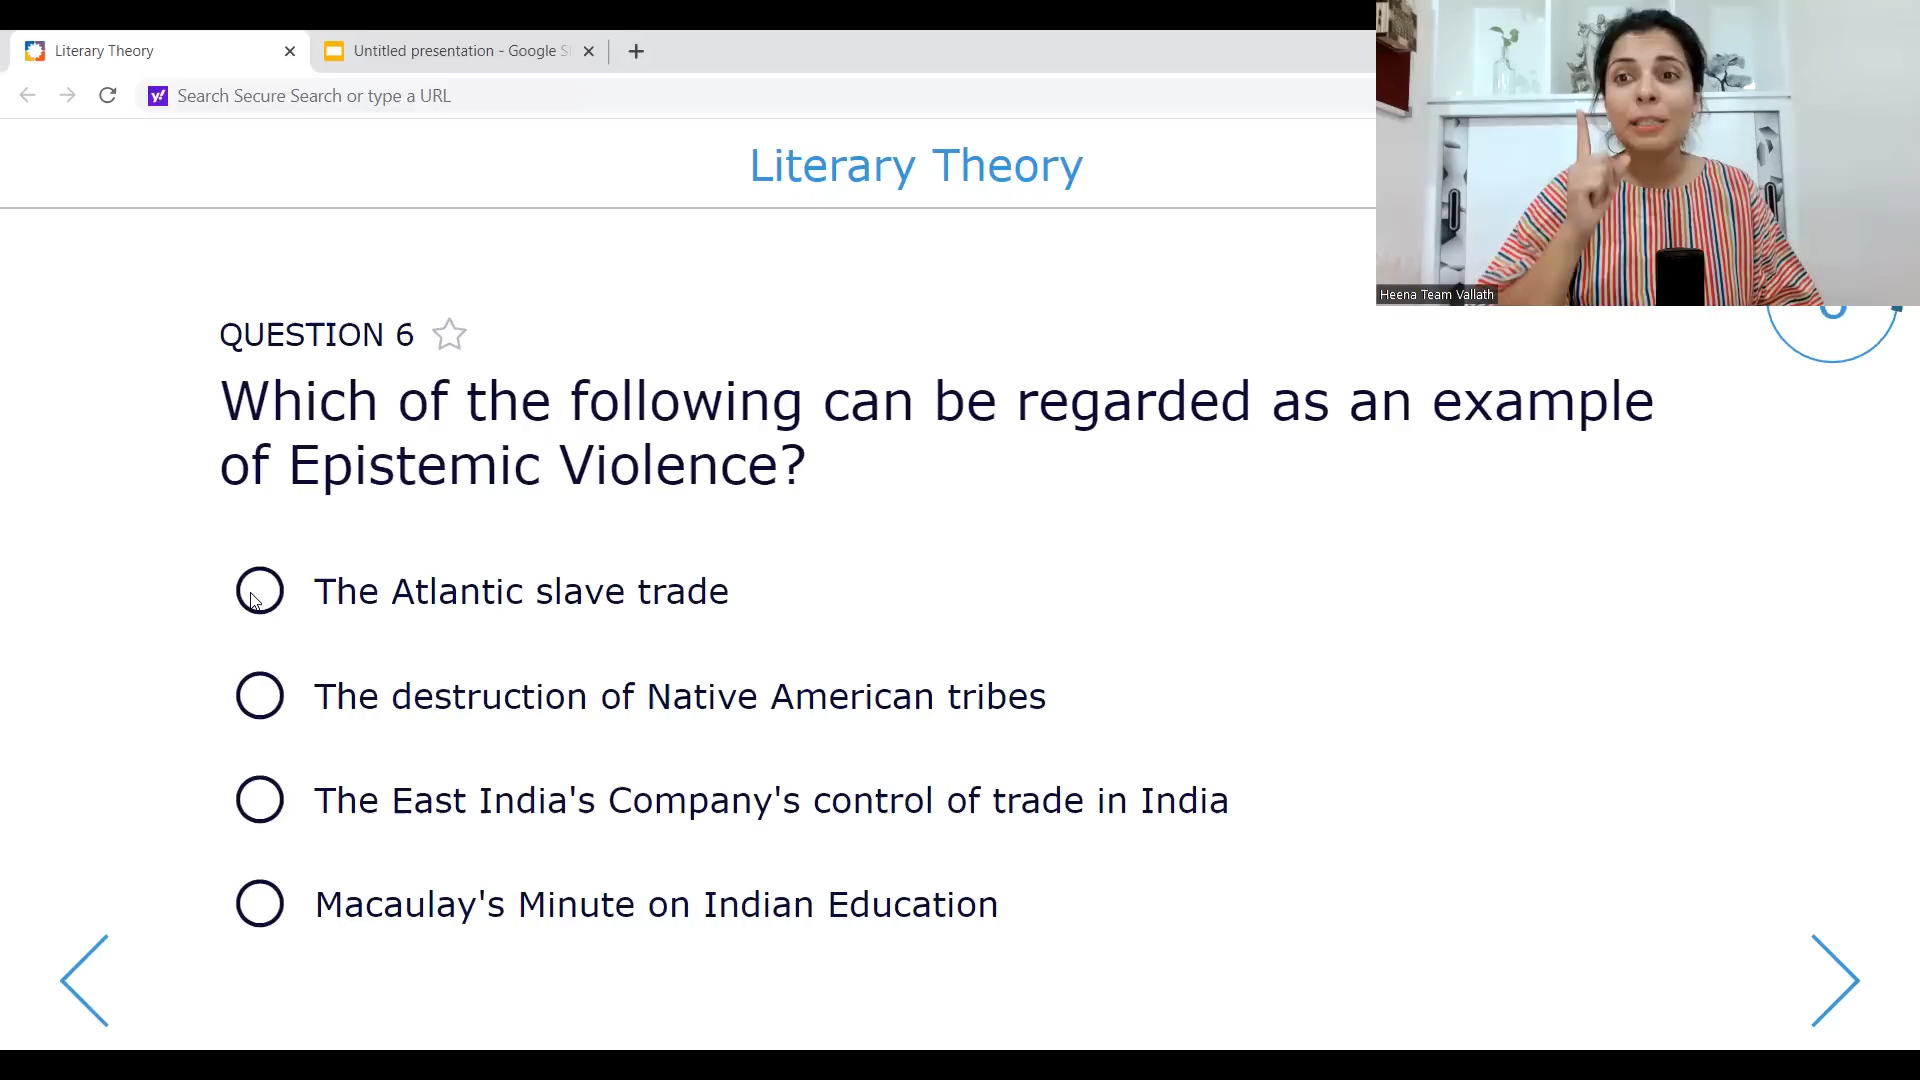 Literary Theory
Untitled presentation - Google S
Search Secure Search or type a URL
Literary Theory
Heena Team Vallath
QUESTION 6
Which of the following can be regarded as an example
of Epistemic Violence?
The Atlantic slave trade
The destruction of Native American tribes
The East India's Company's control of trade in India
Macaulay's Minute on Indian Education